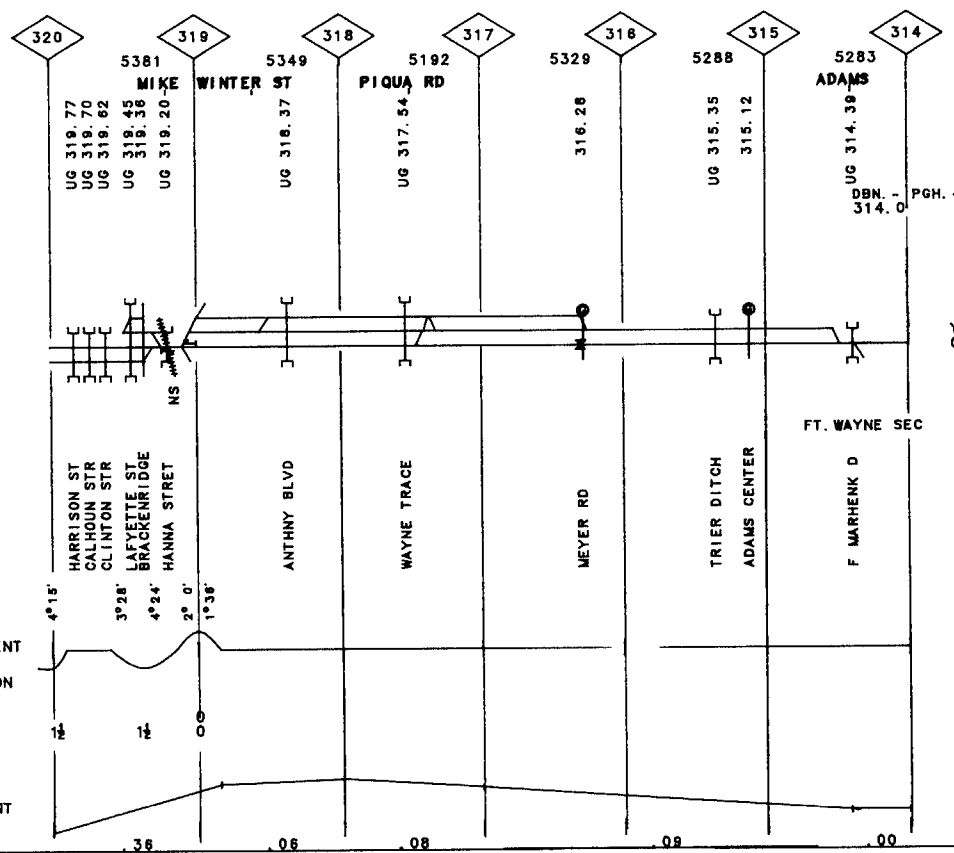 320 319 318 317 316 315 314
5381 5349 5192 5329 5288 5283
MIKE WINTER ST PIQUA RD ADAMS
UG 319.77
UG 319.70
UG 319.62
UG 319.45
319.36
UG 319.20
UG 318.37
UG 317.54
316.28
UG 315.35
315.12
UG 314.39
DBN. - PGH. -
314.0
NS
FT. WAYNE SEC
HARRISON ST
CALHOUN STR
CLINTON STR
LAFYETTE ST
BRACKENRIDGE
HANNA STRET
ANTHNY BLVD
WAYNE TRACE
MEYER RD
TRIER DITCH
ADAMS CENTER
F MARHENK D
4°15'
3°28'
4°24'
2° 0'
1°36'
ENT
ON
1½ 1½ 0
0
NT
.36 .06 .08 .09 .00